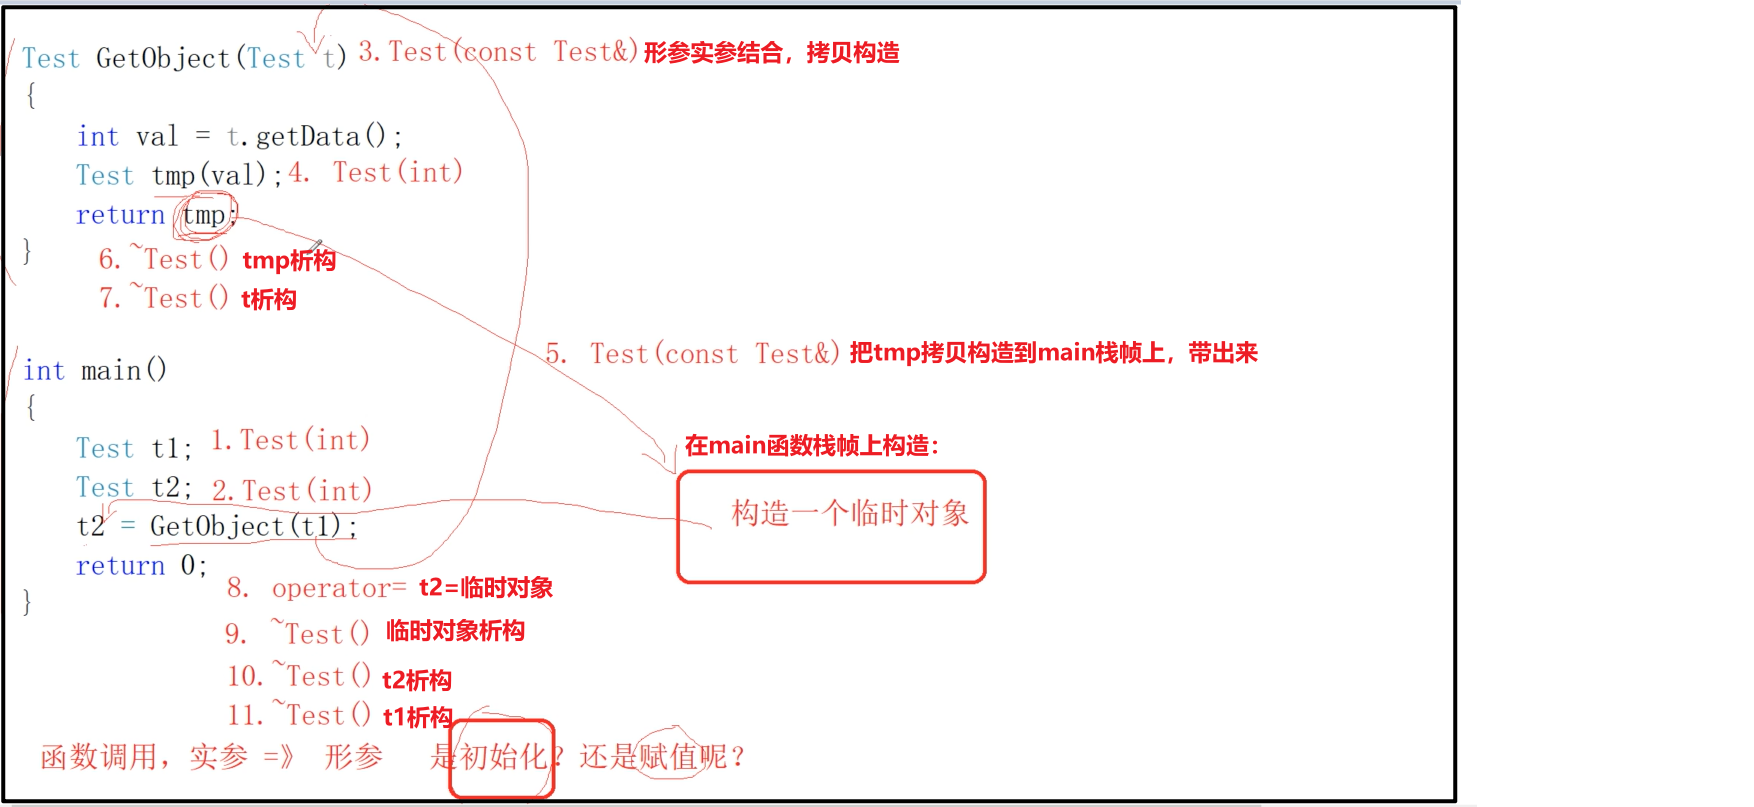 Test GetObject(Test t) 3.Test(const Test&)形参实参结合，拷贝构造
{
int val = t.getData();
Test tmp(val);4. Test(int)
return tmp;
}
6.~Test() tmp析构
7.~Test() t析构
5. Test(const Test&) 把tmp拷贝构造到main栈帧上，带出来
int main()
{
Test t1; 1.Test(int)
在main函数栈帧上构造：
Test t2; 2.Test(int)
构造一个临时对象
t2 = GetObject(t1);
return 0;
}
8. operator= t2=临时对象
9. ~Test() 临时对象析构
10.~Test() t2析构
11.~Test() t1析构
函数调用，实参 =》 形参 是初始化？还是赋值呢？